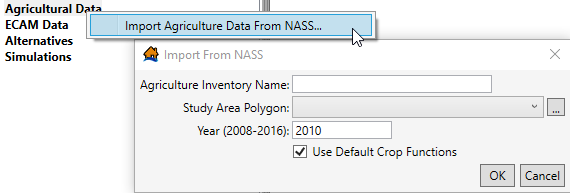 Agricultural Data
ECAM Data
Alternatives
Simulations
Import Agriculture Data From NASS...
Import From NASS
Agriculture Inventory Name:
Study Area Polygon:
...
Year (2008-2016): 2010
Use Default Crop Functions
OK Cancel